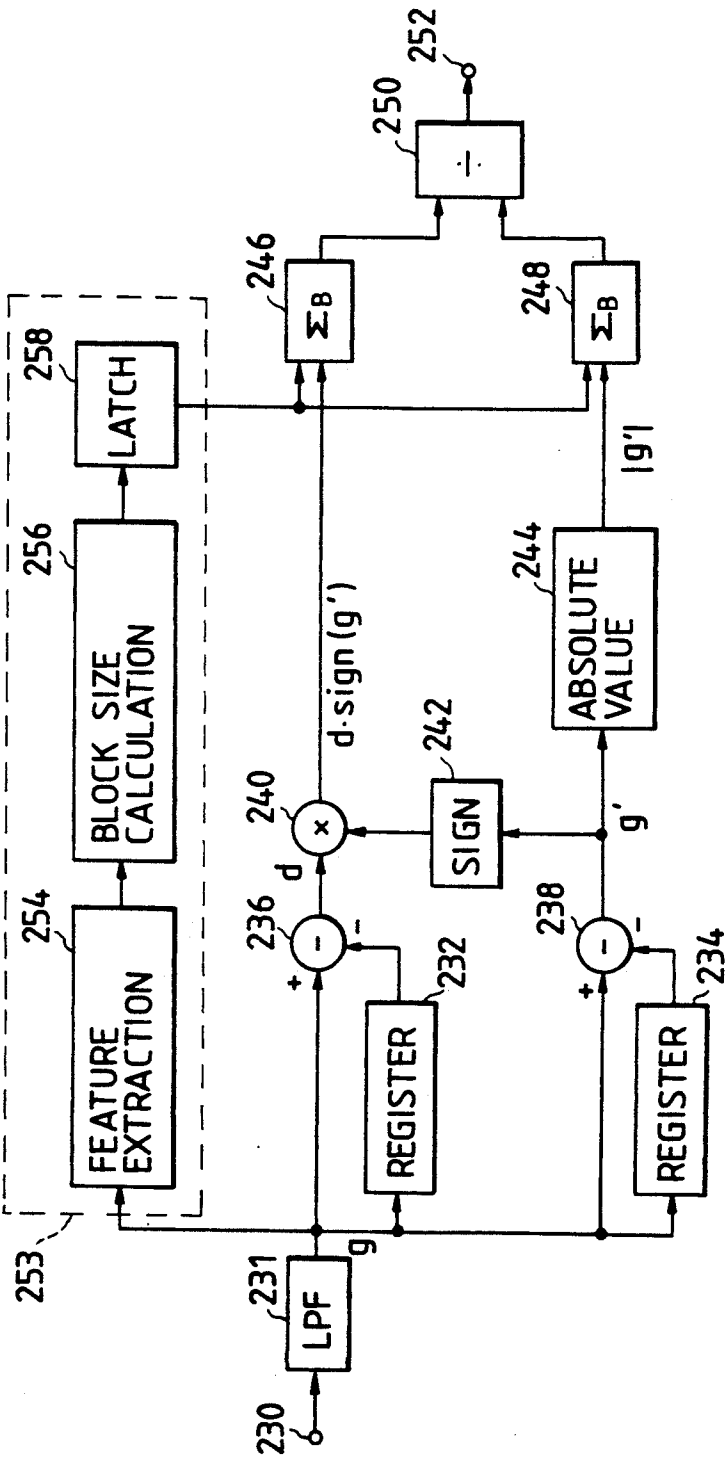 253
254
FEATURE
EXTRACTION
256
BLOCK SIZE
CALCULATION
258
LATCH
230
231
LPF
g
+
236
-
-
d
240
×
d·sign (g')
246
ΣB
250
÷
252
232
REGISTER
242
SIGN
+
238
-
-
g'
244
ABSOLUTE
VALUE
|g'|
248
ΣB
234
REGISTER